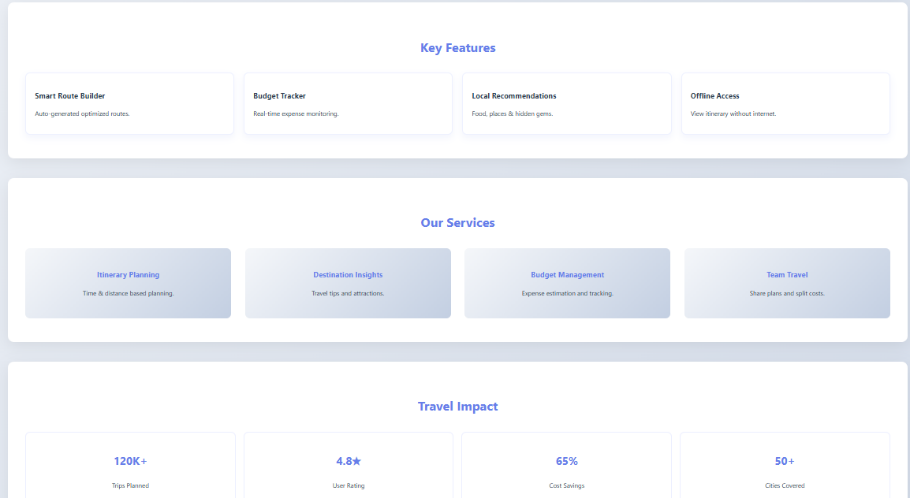 Key Features
Smart Route Builder
Auto-generated optimized routes.
Budget Tracker
Real-time expense monitoring.
Local Recommendations
Food, places & hidden gems.
Offline Access
View itinerary without internet.
Our Services
Itinerary Planning
Time & distance based planning.
Destination Insights
Travel tips and attractions.
Budget Management
Expense estimation and tracking.
Team Travel
Share plans and split costs.
Travel Impact
120K+
Trips Planned
4.8★
User Rating
65%
Cost Savings
50+
Cities Covered